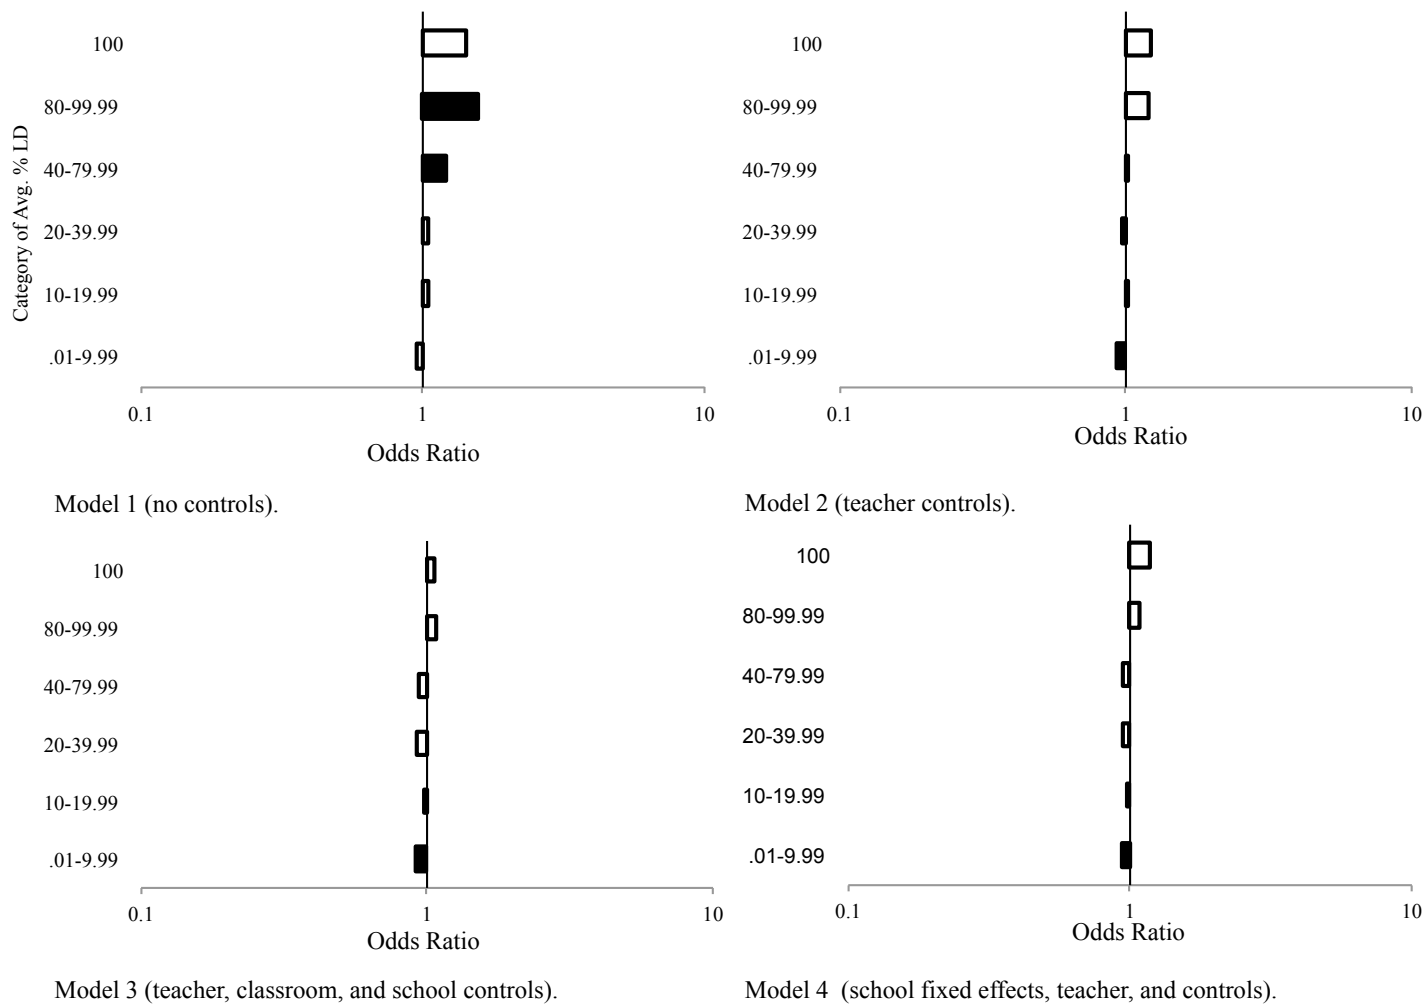 100
80-99.99
40-79.99
20-39.99
10-19.99
.01-9.99
Category of Avg. % LD
0.1 1 10
Odds Ratio
Model 1 (no controls).
100
80-99.99
40-79.99
20-39.99
10-19.99
.01-9.99
0.1 1 10
Odds Ratio
Model 2 (teacher controls).
100
80-99.99
40-79.99
20-39.99
10-19.99
.01-9.99
0.1 1 10
Odds Ratio
Model 3 (teacher, classroom, and school controls).
100
80-99.99
40-79.99
20-39.99
10-19.99
.01-9.99
0.1 1 10
Odds Ratio
Model 4 (school fixed effects, teacher, and controls).